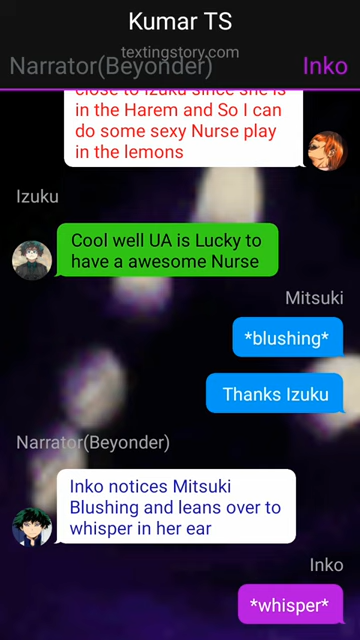 Kumar TS
textingstory.com
Narrator(Beyonder)
Inko
close to Izuku since she is
in the Harem and So I can
do some sexy Nurse play
in the lemons
Izuku
Cool well UA is Lucky to
have a awesome Nurse
Mitsuki
*blushing*
Thanks Izuku
Narrator(Beyonder)
Inko notices Mitsuki
Blushing and leans over to
whisper in her ear
Inko
*whisper*